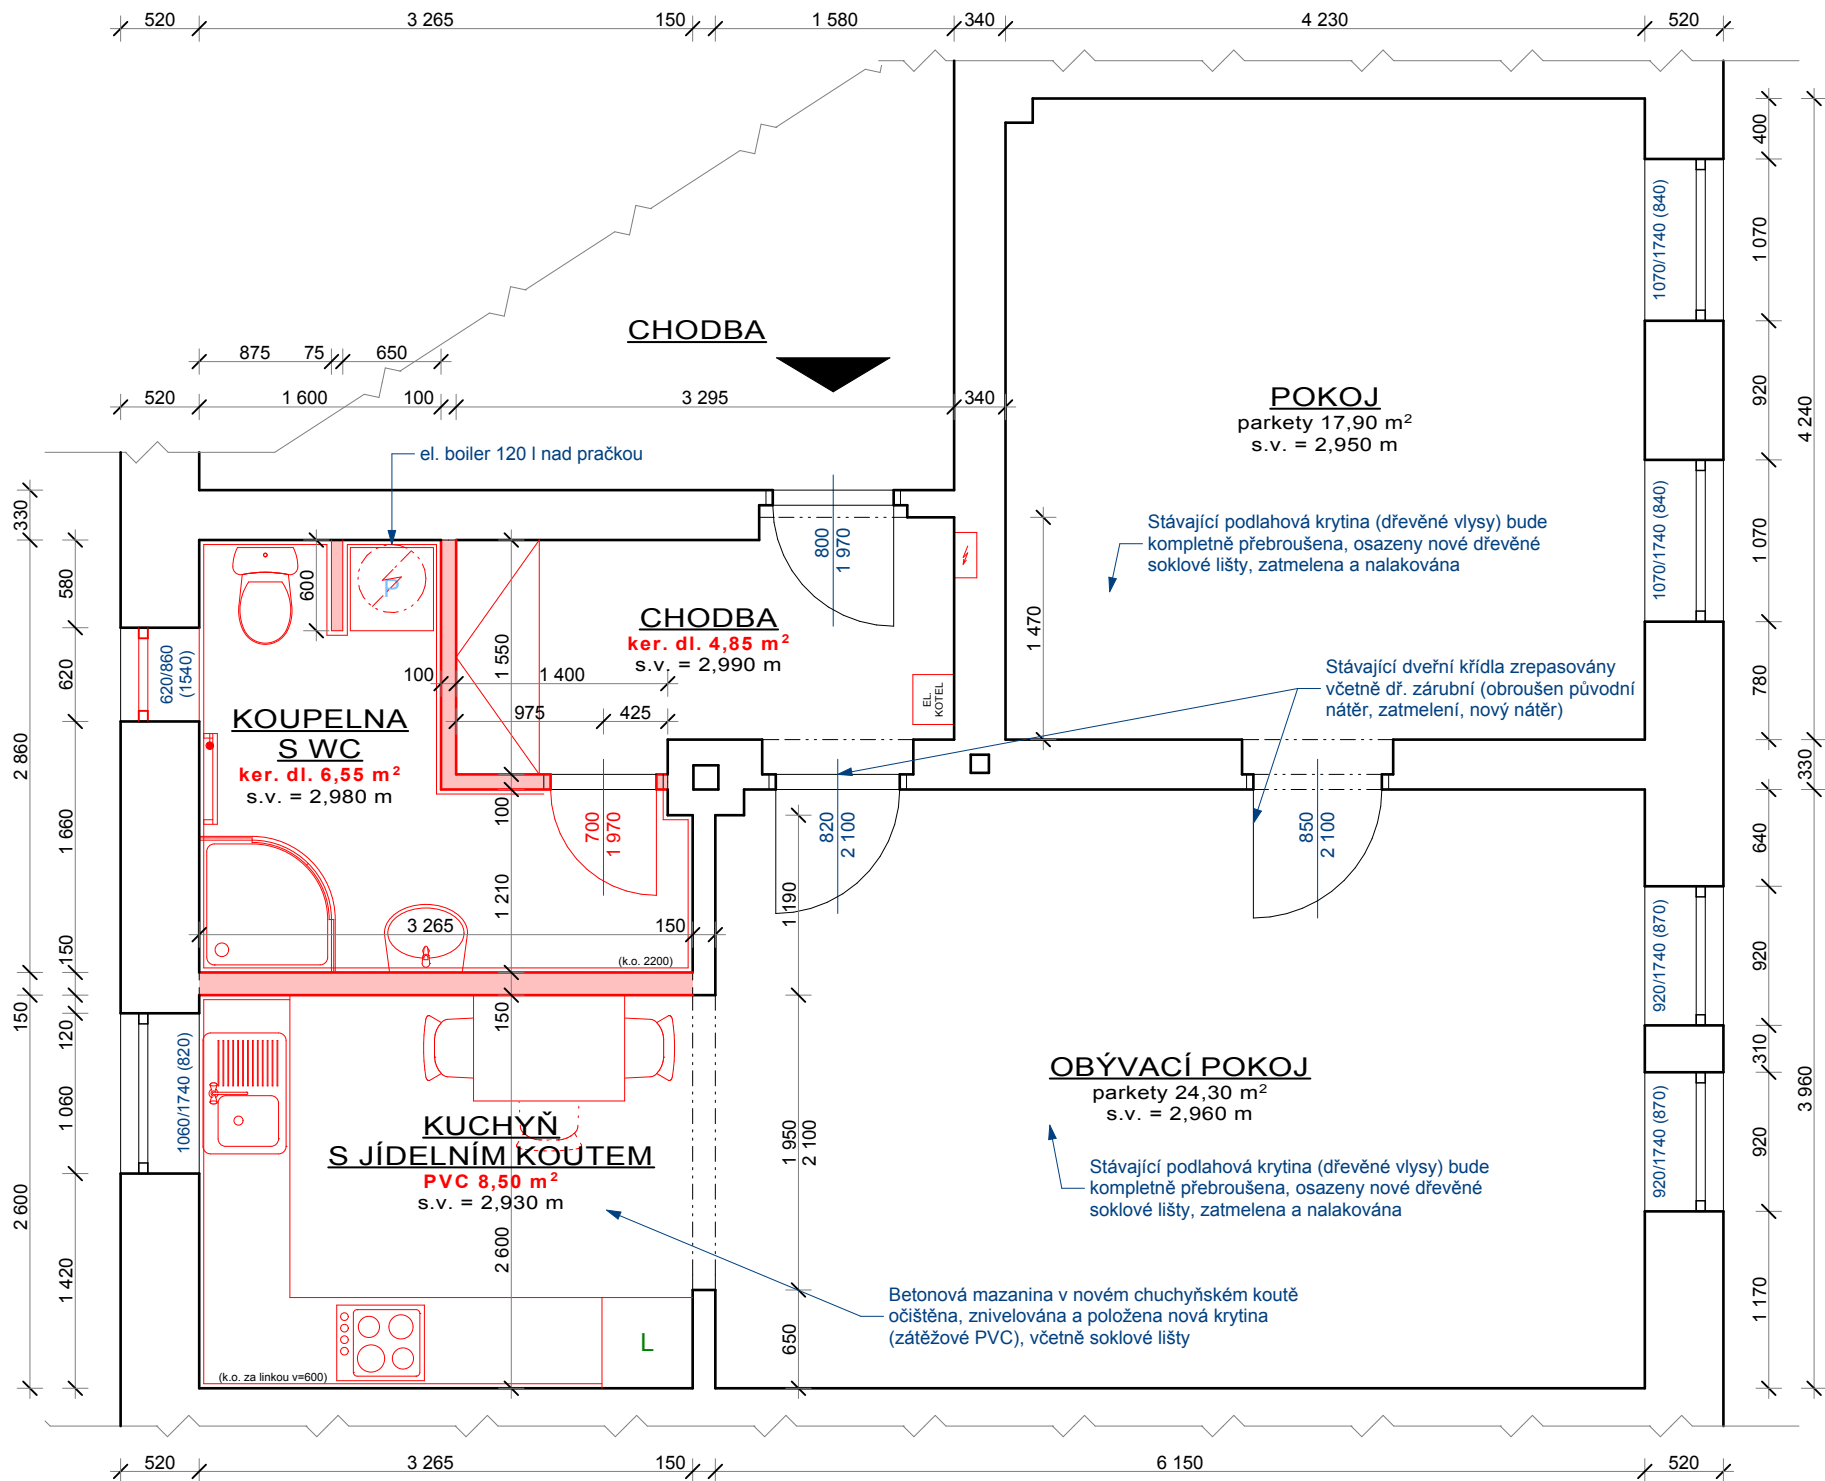 520
3 265
150
1 580
340
4 230
520
400
1 070
920
1 070
780
4 240
330
640
920
310
920
1 170
3 960
1070/1740 (840)
1070/1740 (840)
920/1740 (870)
920/1740 (870)
CHODBA
875
75
650
520
1 600
100
3 295
340
el. boiler 120 l nad pračkou
POKOJ
parkety 17,90 m²
s.v. = 2,950 m
Stávající podlahová krytina (dřevěné vlysy) bude
kompletně přebroušena, osazeny nové dřevěné
soklové lišty, zatmelena a nalakována
1 470
Stávající dveřní křídla zrepasovány
včetně dř. zárubní (obroušen původní
nátěr, zatmelení, nový nátěr)
330
2 860
150
2 600
580
620
1 660
150
120
1 060
1 420
620/860
(1540)
1060/1740 (820)
600
P
800
1 970
CHODBA
ker. dl. 4,85 m²
s.v. = 2,990 m
1 550
100
1 400
975
425
EL.
KOTEL
KOUPELNA
S WC
ker. dl. 6,55 m²
s.v. = 2,980 m
100
700
1 970
820
2 100
850
2 100
1 210
1 190
3 265
150
(k.o. 2200)
150
KUCHYŇ
S JÍDELNÍM KOUTEM
PVC 8,50 m²
s.v. = 2,930 m
2 600
1 950
2 100
650
OBÝVACÍ POKOJ
parkety 24,30 m²
s.v. = 2,960 m
Stávající podlahová krytina (dřevěné vlysy) bude
kompletně přebroušena, osazeny nové dřevěné
soklové lišty, zatmelena a nalakována
Betonová mazanina v novém chuchyňském koutě
očištěna, znivelována a položena nová krytina
(zátěžové PVC), včetně soklové lišty
L
(k.o. za linkou v=600)
520
3 265
150
6 150
520